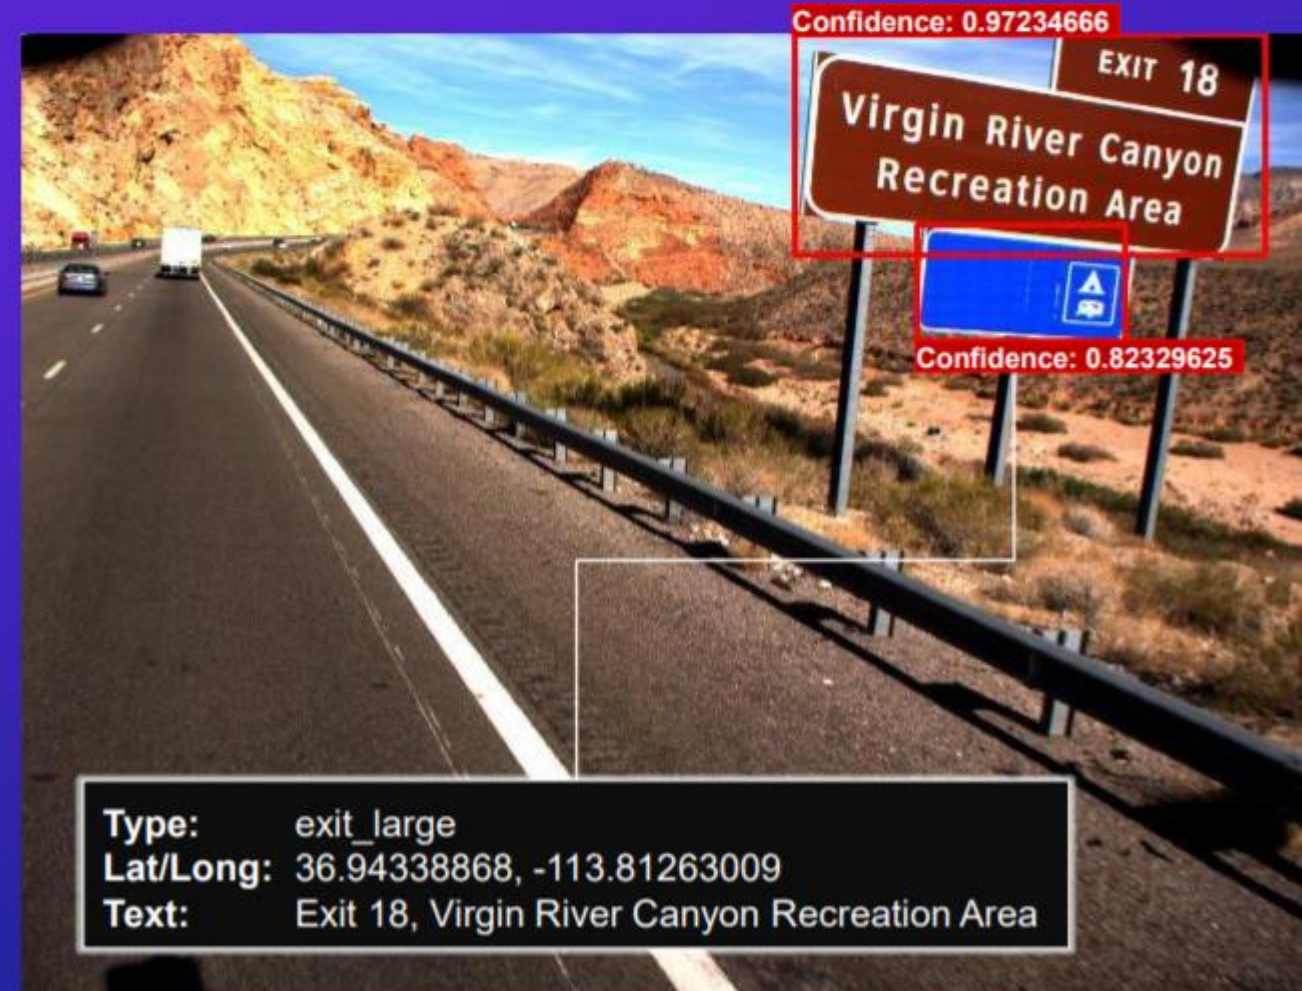 Confidence: 0.97234666
EXIT 18
Virgin River Canyon
Recreation Area
Confidence: 0.82329625
Type: exit_large
Lat/Long: 36.94338868, -113.81263009
Text: Exit 18, Virgin River Canyon Recreation Area